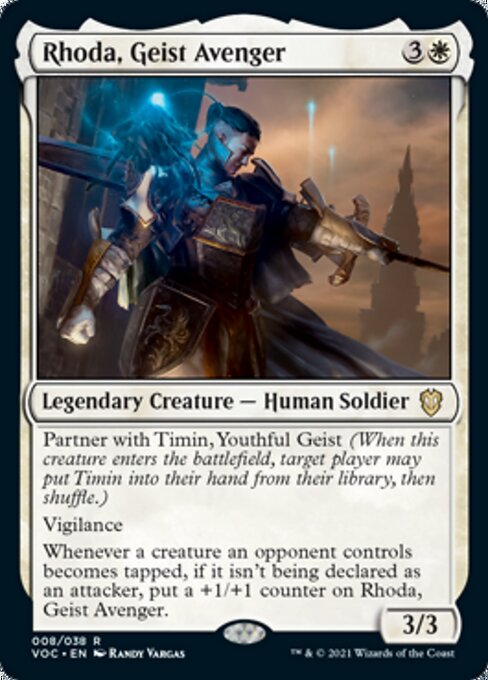 Rhoda, Geist Avenger 3
Legendary Creature — Human Soldier
Partner with Timin, Youthful Geist (When this
creature enters the battlefield, target player may
put Timin into their hand from their library, then
shuffle.)
Vigilance
Whenever a creature an opponent controls
becomes tapped, if it isn't being declared as
an attacker, put a +1/+1 counter on Rhoda,
Geist Avenger.
3/3
008/038 R
VOC • EN Randy Vargas ™ & © 2021 Wizards of the Coast